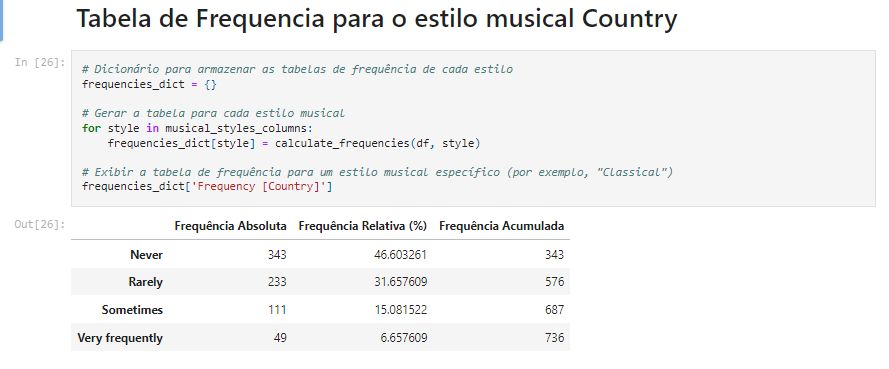 Tabela de Frequencia para o estilo musical Country
In [26]:
# Dicionário para armazenar as tabelas de frequência de cada estilo
frequencies_dict = {}
# Gerar a tabela para cada estilo musical
for style in musical_styles_columns:
    frequencies_dict[style] = calculate_frequencies(df, style)
# Exibir a tabela de frequência para um estilo musical específico (por exemplo, "Classical")
frequencies_dict['Frequency [Country]']
Out[26]:
Frequência Absoluta Frequência Relativa (%) Frequência Acumulada
Never 343 46.603261 343
Rarely 233 31.657609 576
Sometimes 111 15.081522 687
Very frequently 49 6.657609 736